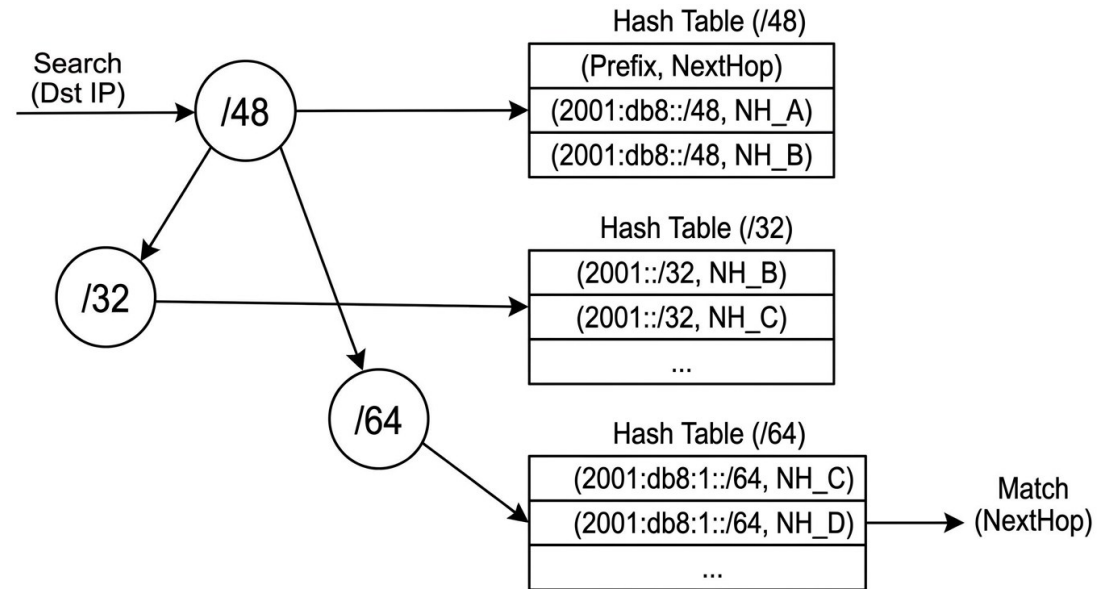 Search
(Dst IP)
/48
Hash Table (/48)
(Prefix, NextHop)
(2001:db8::/48, NH_A)
(2001:db8::/48, NH_B)
/32
Hash Table (/32)
(2001::/32, NH_B)
(2001::/32, NH_C)
...
/64
Hash Table (/64)
(2001:db8:1::/64, NH_C)
(2001:db8:1::/64, NH_D)
...
Match
(NextHop)